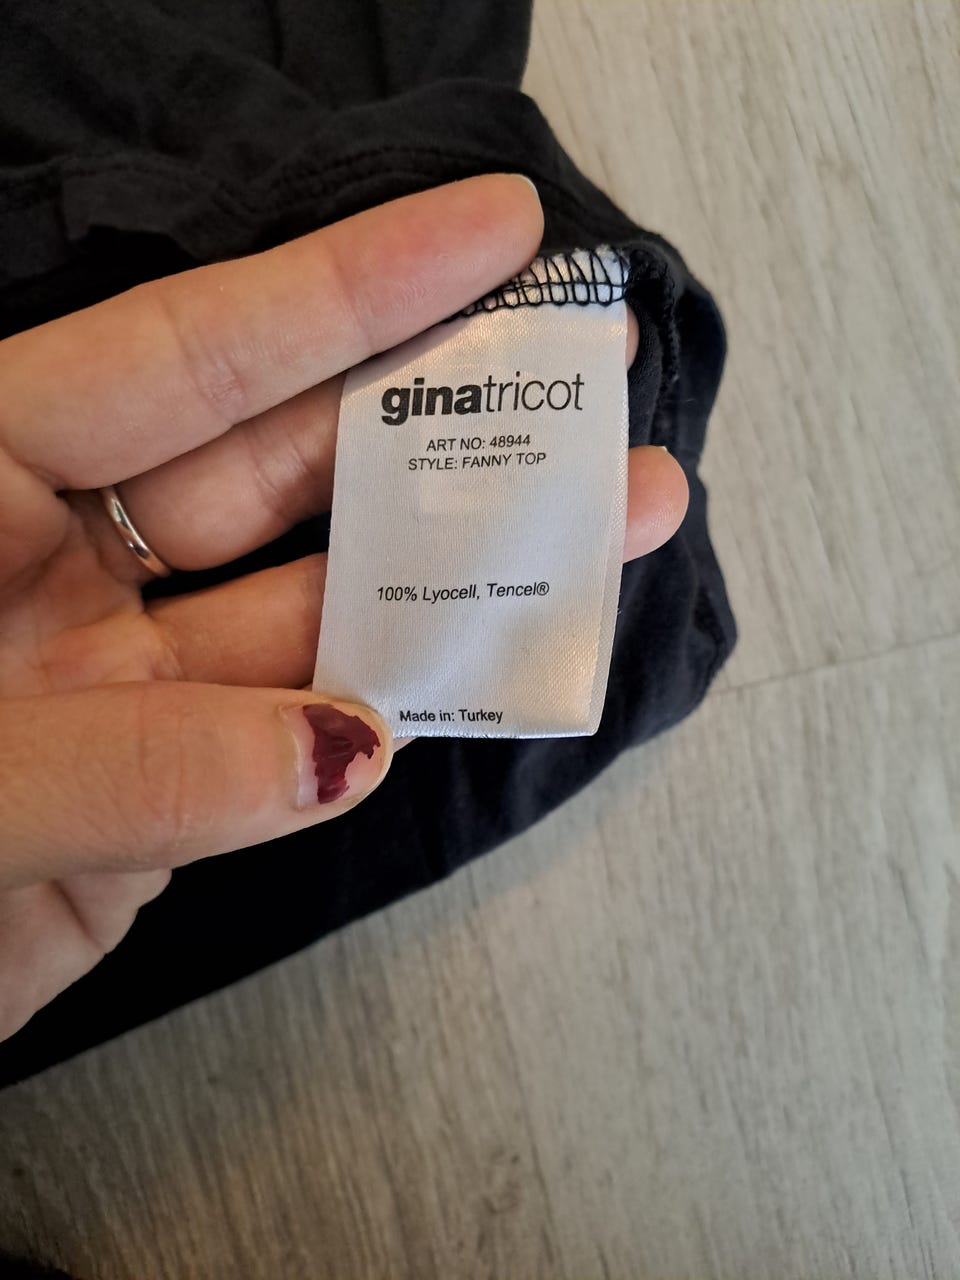 ginatricot
ART NO: 48944
STYLE: FANNY TOP
100% Lyocell, Tencel®
Made in: Turkey